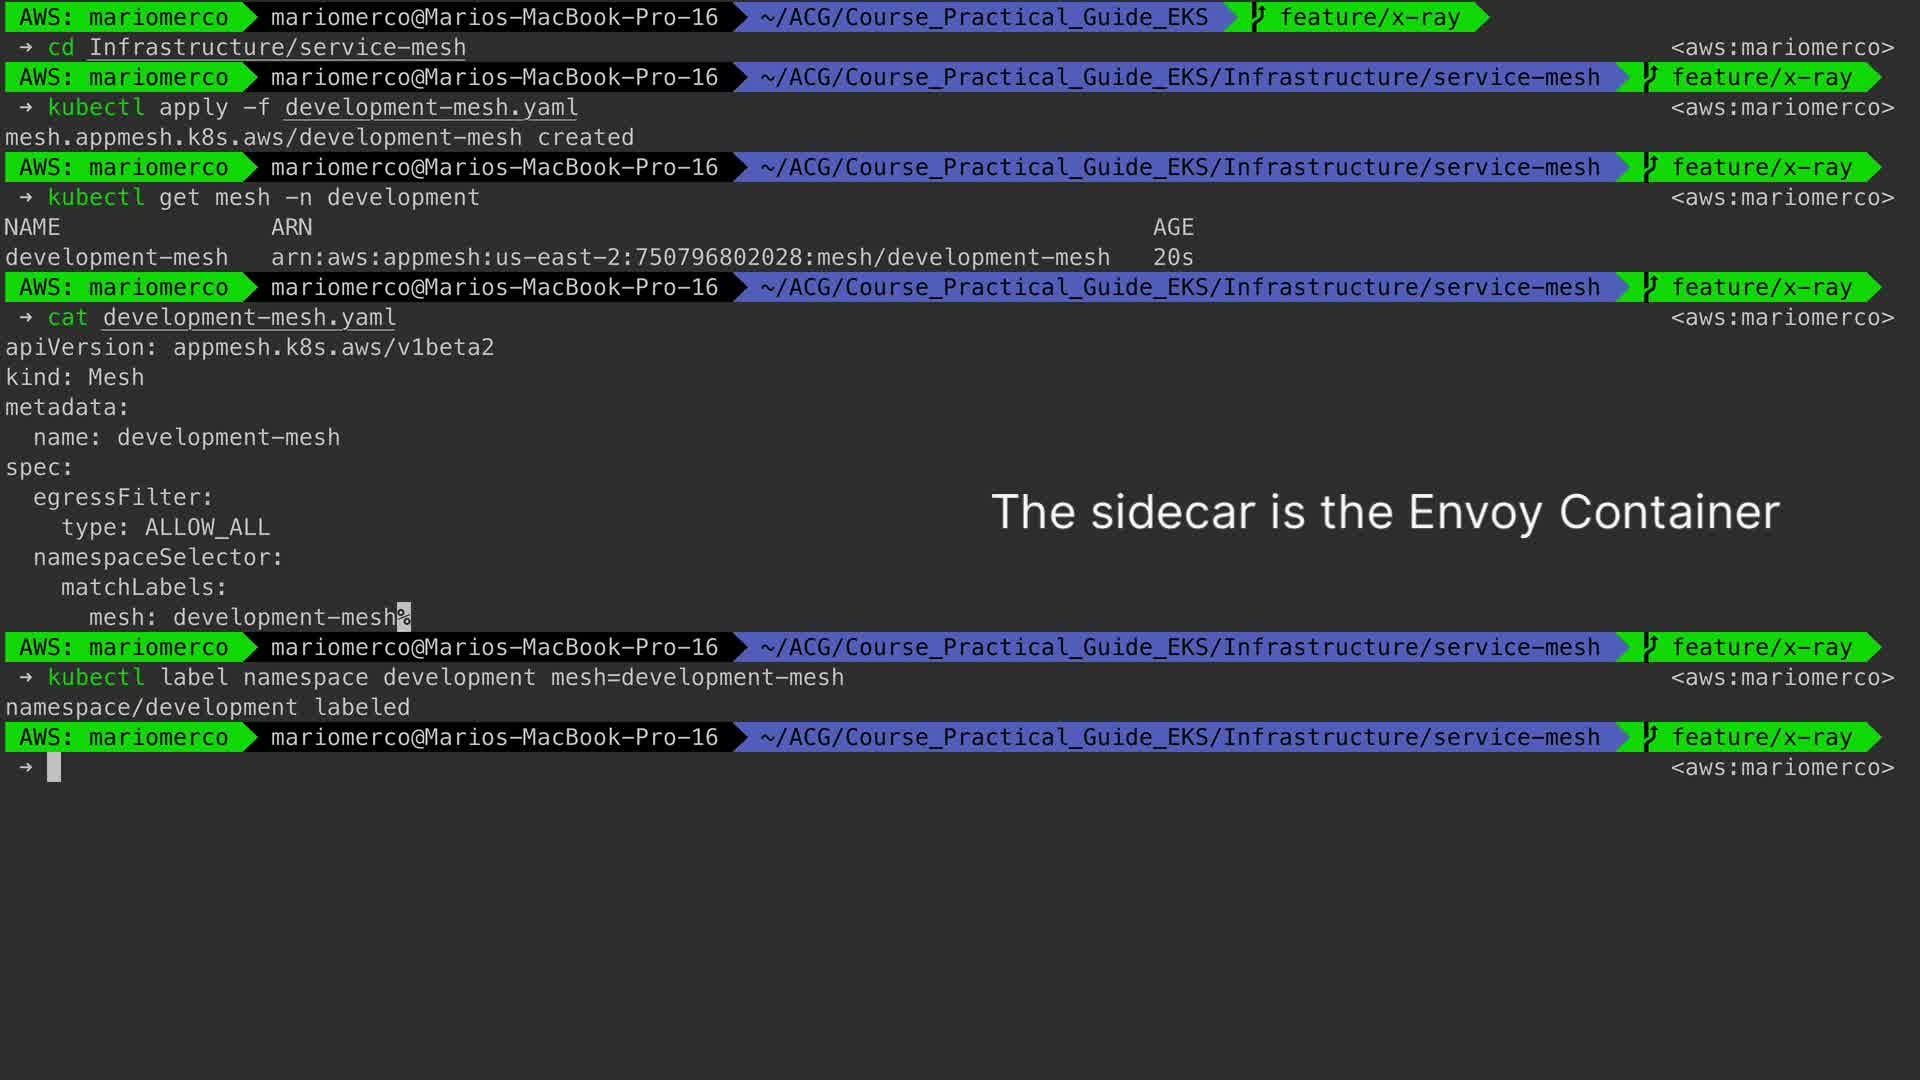 AWS: mariomerco mariomerco@Marios-MacBook-Pro-16 ~/ACG/Course_Practical_Guide_EKS feature/x-ray
→ cd Infrastructure/service-mesh <aws:mariomerco>
AWS: mariomerco mariomerco@Marios-MacBook-Pro-16 ~/ACG/Course_Practical_Guide_EKS/Infrastructure/service-mesh feature/x-ray
→ kubectl apply -f development-mesh.yaml <aws:mariomerco>
mesh.appmesh.k8s.aws/development-mesh created
AWS: mariomerco mariomerco@Marios-MacBook-Pro-16 ~/ACG/Course_Practical_Guide_EKS/Infrastructure/service-mesh feature/x-ray
→ kubectl get mesh -n development <aws:mariomerco>
NAME ARN AGE
development-mesh arn:aws:appmesh:us-east-2:750796802028:mesh/development-mesh 20s
AWS: mariomerco mariomerco@Marios-MacBook-Pro-16 ~/ACG/Course_Practical_Guide_EKS/Infrastructure/service-mesh feature/x-ray
→ cat development-mesh.yaml <aws:mariomerco>
apiVersion: appmesh.k8s.aws/v1beta2
kind: Mesh
metadata:
  name: development-mesh
spec:
  egressFilter:
    type: ALLOW_ALL
  namespaceSelector:
    matchLabels:
      mesh: development-mesh%
The sidecar is the Envoy Container
AWS: mariomerco mariomerco@Marios-MacBook-Pro-16 ~/ACG/Course_Practical_Guide_EKS/Infrastructure/service-mesh feature/x-ray
→ kubectl label namespace development mesh=development-mesh <aws:mariomerco>
namespace/development labeled
AWS: mariomerco mariomerco@Marios-MacBook-Pro-16 ~/ACG/Course_Practical_Guide_EKS/Infrastructure/service-mesh feature/x-ray
→ <aws:mariomerco>